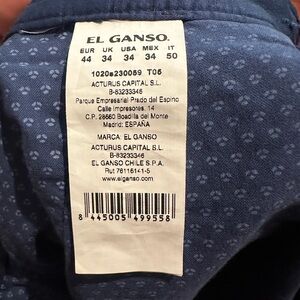 EL GANSO.
EUR UK USA MEX IT
44 34 34 34 50
1020s230059 T05
ACTURUS CAPITAL S.L.
B-83233346
Parque Empresarial Prado del Espino
Calle Impresores, 14
C.P. 28660 Boadilla del Monte
Madrid. ESPAÑA
MARCA: EL GANSO
ACTURUS CAPITAL S.L.
B-83233346
EL GANSO CHILE S.P.A.
Rut 76116141-5
www.elganso.com
8 445005 499558